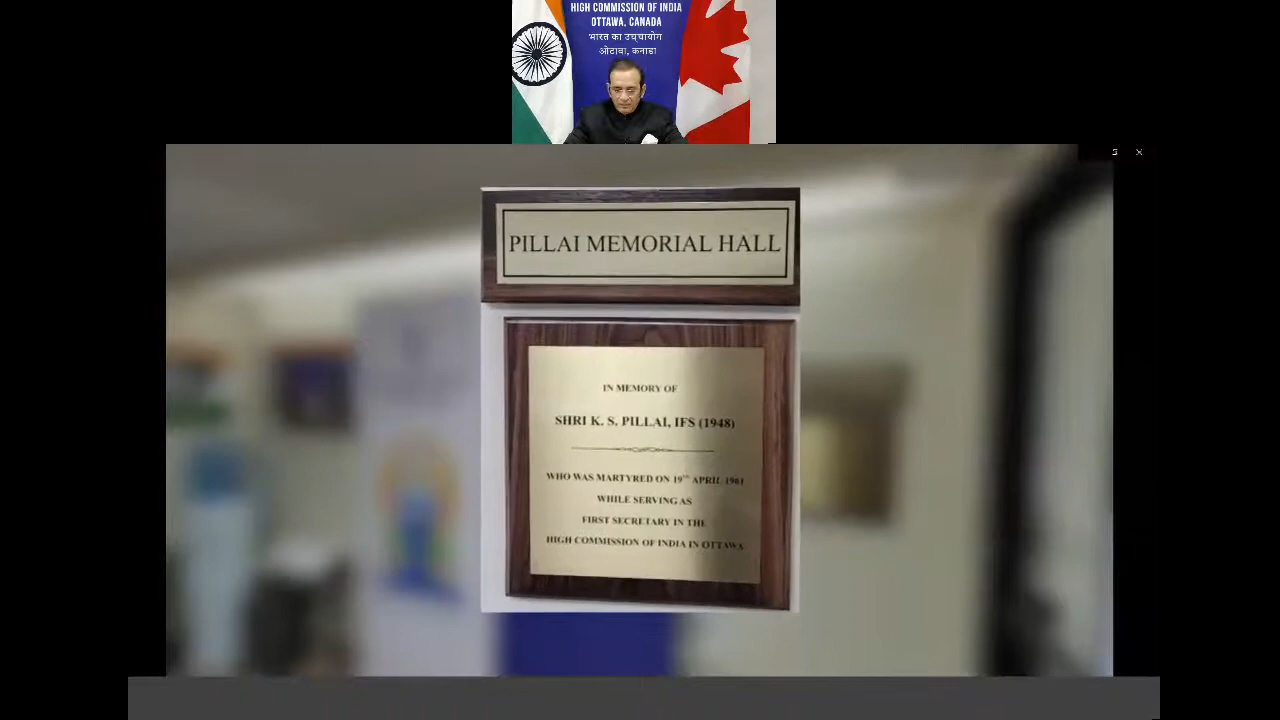 HIGH COMMISSION OF INDIA
OTTAWA, CANADA
भारत का उच्चायोग
ओटावा, कनाडा
PILLAI MEMORIAL HALL
IN MEMORY OF
SHRI K. S. PILLAI, IFS (1948)
WHO WAS MARTYRED ON 19TH APRIL 1961
WHILE SERVING AS
FIRST SECRETARY IN THE
HIGH COMMISSION OF INDIA IN OTTAWA